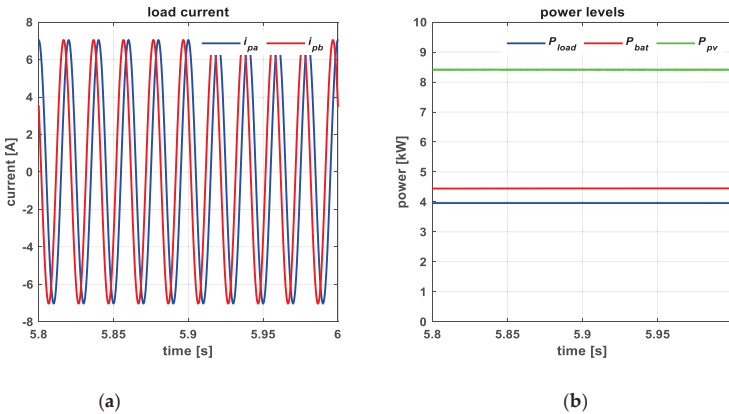 load current
i_pa i_pb
8
6
4
2
0
-2
-4
-6
-8
current [A]
5.8 5.85 5.9 5.95 6
time [s]
(a)
power levels
P_load P_bat P_pv
10
9
8
7
6
5
4
3
2
1
0
power [kW]
5.8 5.85 5.9 5.95
time [s]
(b)